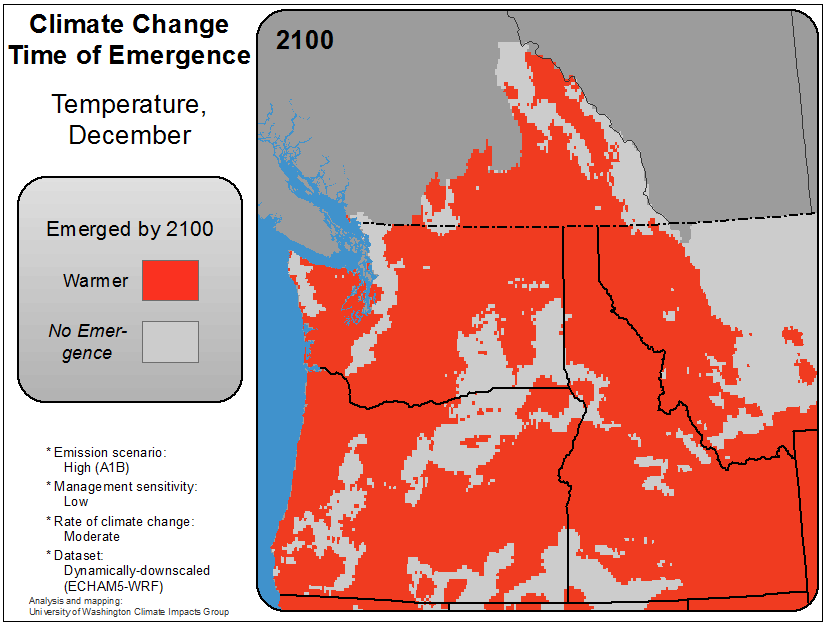 Climate Change
Time of Emergence
Temperature,
December
Emerged by 2100
Warmer
No Emer-
gence
* Emission scenario:
High (A1B)
* Management sensitivity:
Low
* Rate of climate change:
Moderate
* Dataset:
Dynamically-downscaled
(ECHAM5-WRF)
Analysis and mapping:
University of Washington Climate Impacts Group
2100